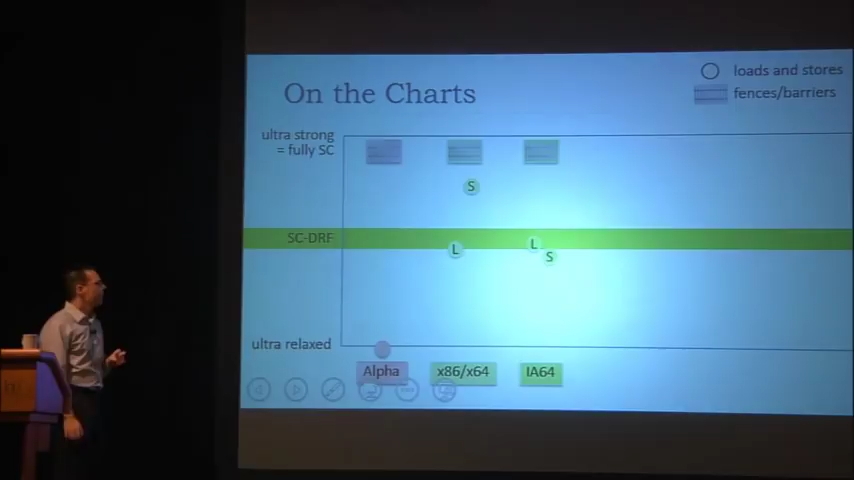 On the Charts
loads and stores
fences/barriers
ultra strong
= fully SC
S
SC-DRF
L
L
S
ultra relaxed
Alpha
x86/x64
IA64